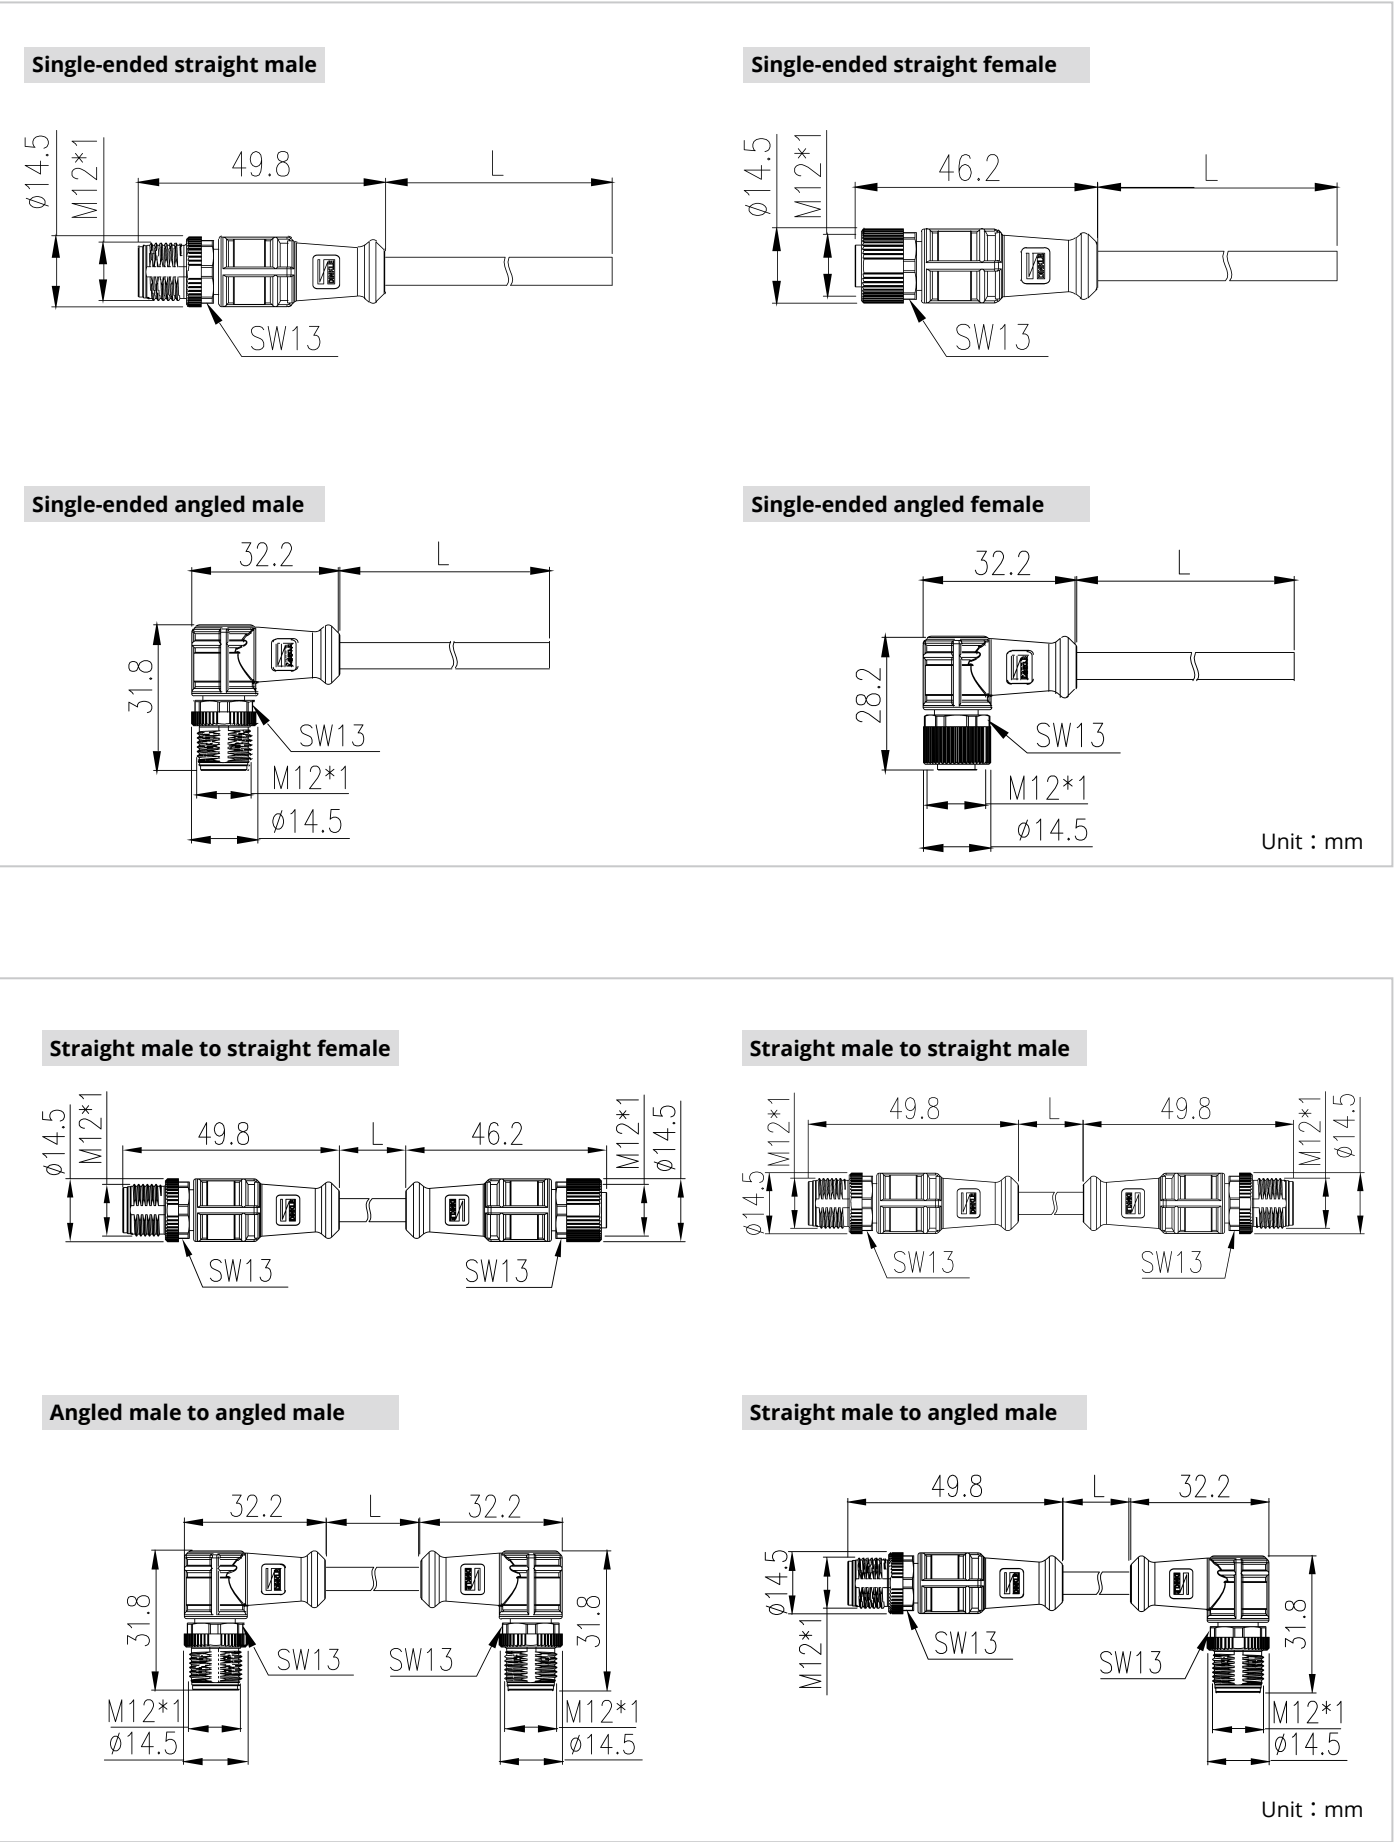 Single-ended straight male
Single-ended straight female
ø14.5
M12*1
49.8
L
SW13
ø14.5
M12*1
46.2
L
SW13
Single-ended angled male
Single-ended angled female
32.2
L
31.8
SW13
M12*1
ø14.5
32.2
L
28.2
SW13
M12*1
ø14.5
Unit：mm
Straight male to straight female
Straight male to straight male
ø14.5
M12*1
49.8
L
46.2
M12*1
ø14.5
SW13
SW13
ø14.5
M12*1
49.8
L
49.8
M12*1
ø14.5
SW13
SW13
Angled male to angled male
Straight male to angled male
32.2
L
32.2
31.8
31.8
SW13
SW13
M12*1
M12*1
ø14.5
ø14.5
49.8
L
32.2
ø14.5
M12*1
31.8
SW13
SW13
M12*1
ø14.5
Unit：mm